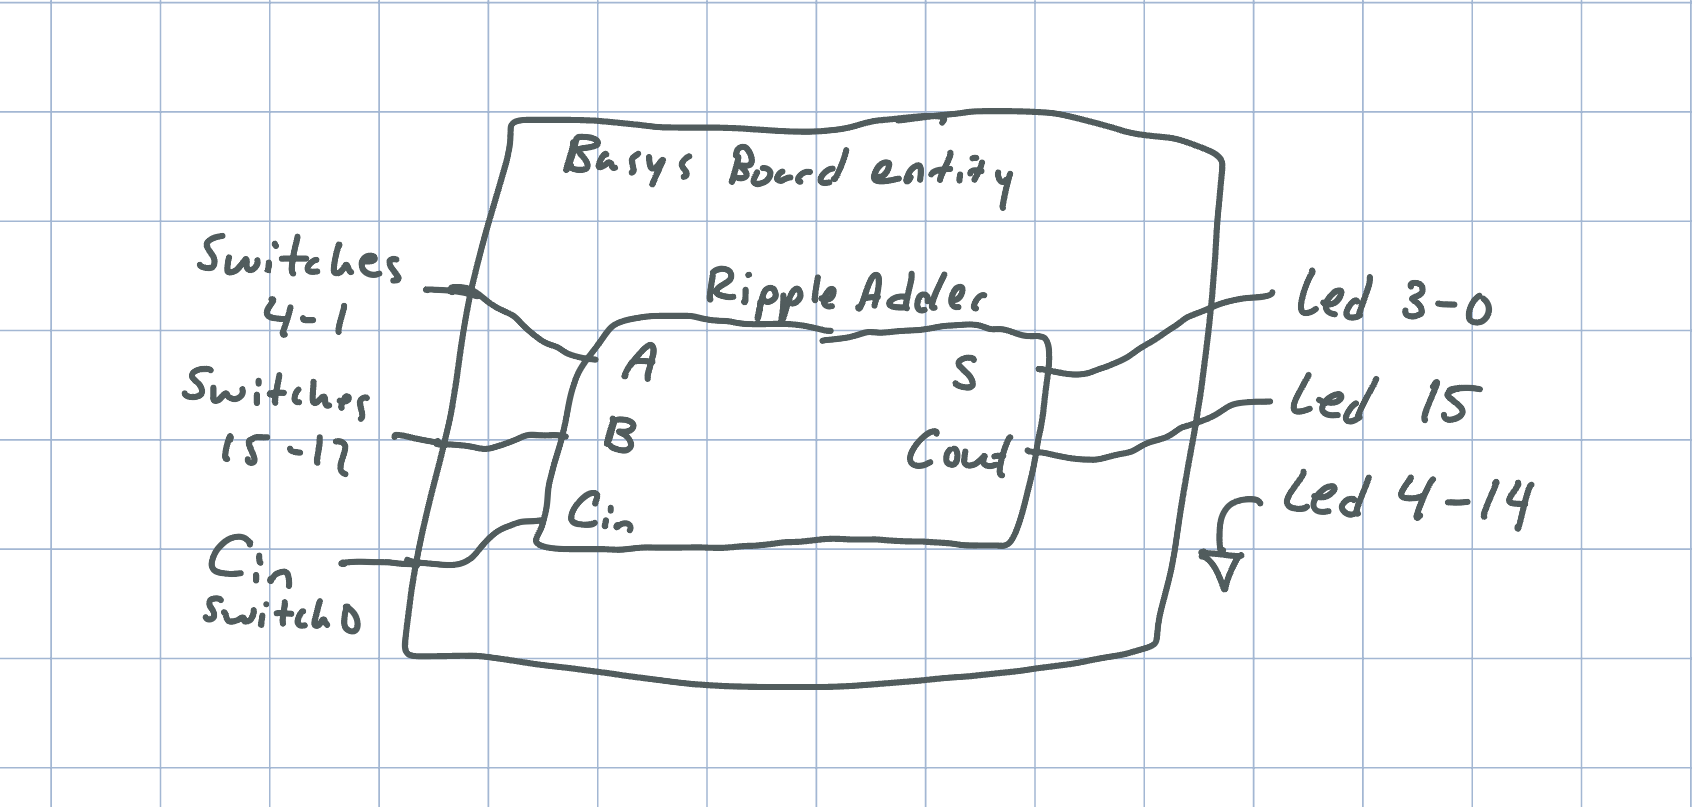 Basys Board entity
Switches
4-1
Ripple Adder
Led 3-0
A
S
Switches
15-12
Led 15
B
Cout
Led 4-14
Cin
Cin
Switch 0